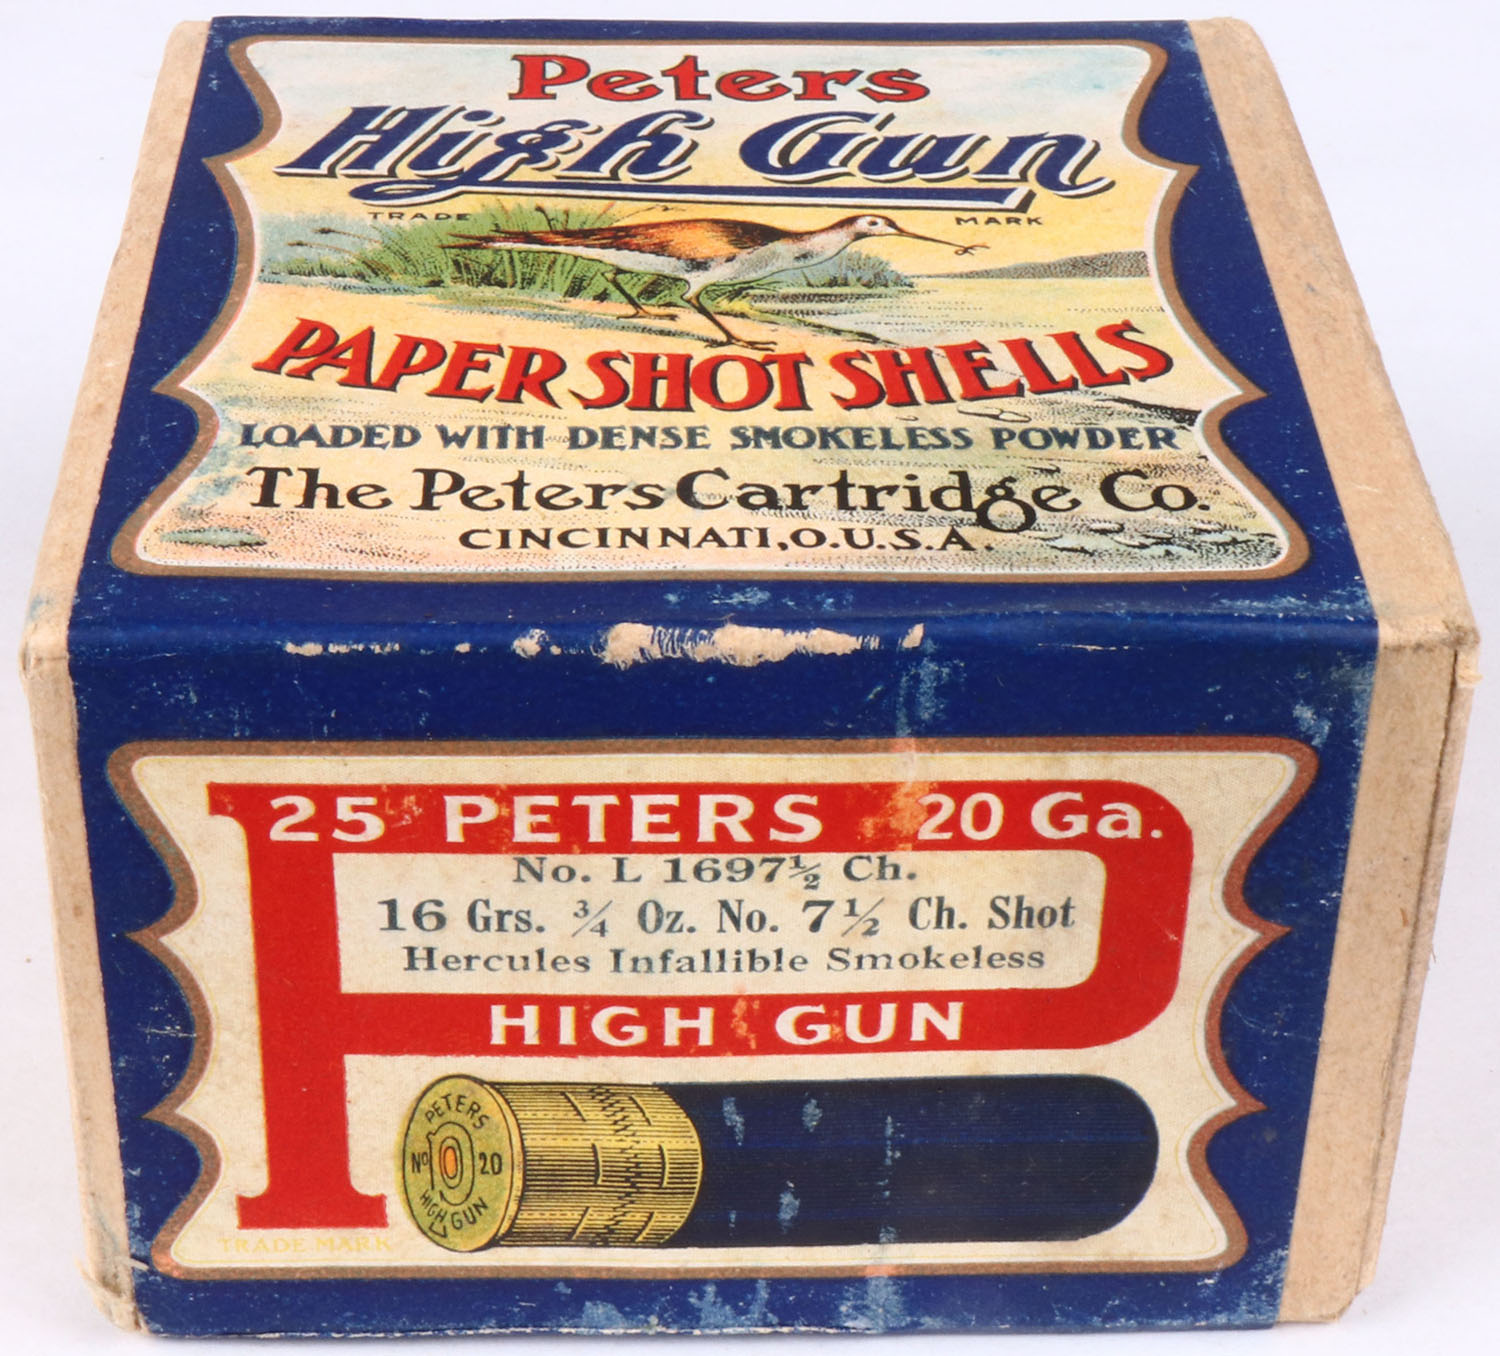 Peters
High Gun
TRADE MARK
PAPER SHOT SHELLS
LOADED WITH DENSE SMOKELESS POWDER
The Peters Cartridge Co.
CINCINNATI, O. U.S.A.
25 PETERS 20 Ga.
No. L 1697½ Ch.
16 Grs. ¾ Oz. No. 7½ Ch. Shot
Hercules Infallible Smokeless
HIGH GUN
PETERS
No 20
HIGH GUN
TRADE MARK